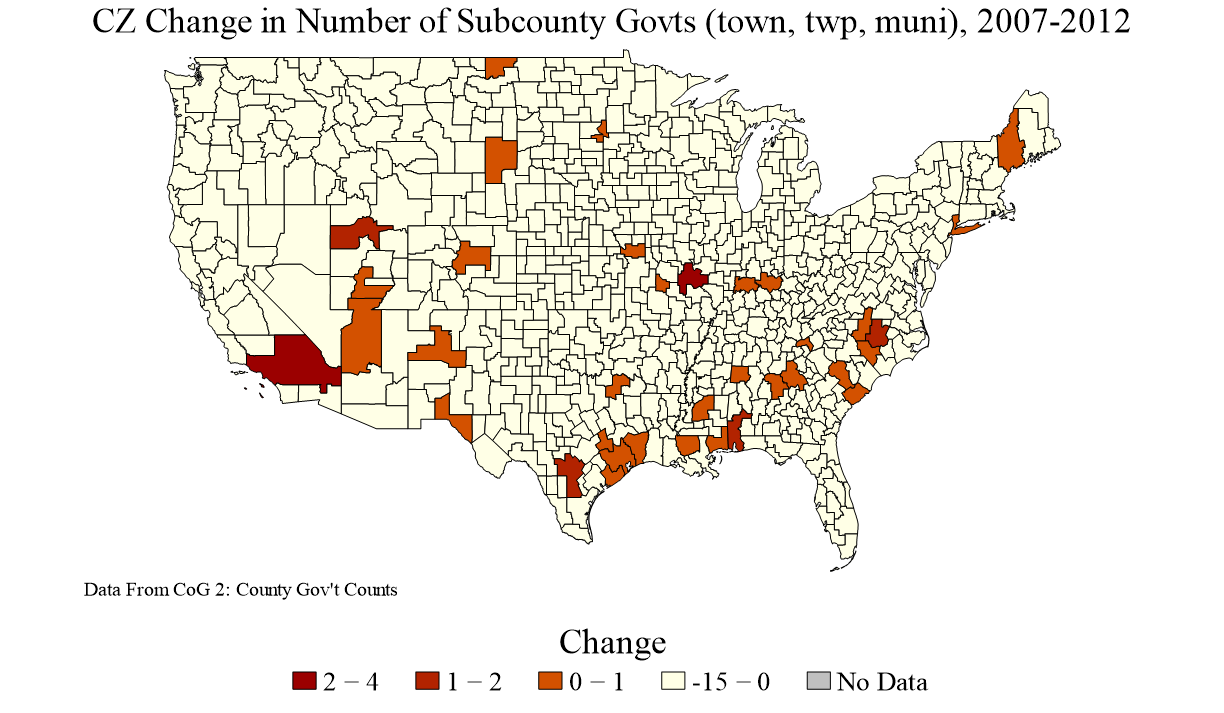 CZ Change in Number of Subcounty Govts (town, twp, muni), 2007-2012
Data From CoG 2: County Gov't Counts
Change
2 − 4 1 − 2 0 − 1 -15 − 0 No Data